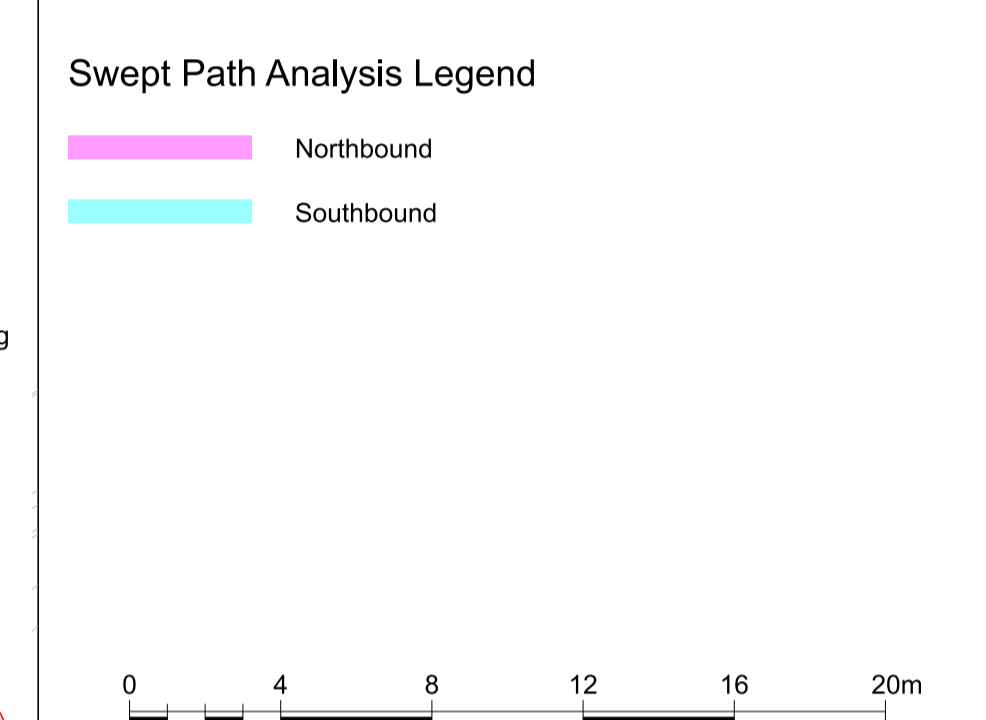 Swept Path Analysis Legend
Northbound
Southbound
g
0 4 8 12 16 20m